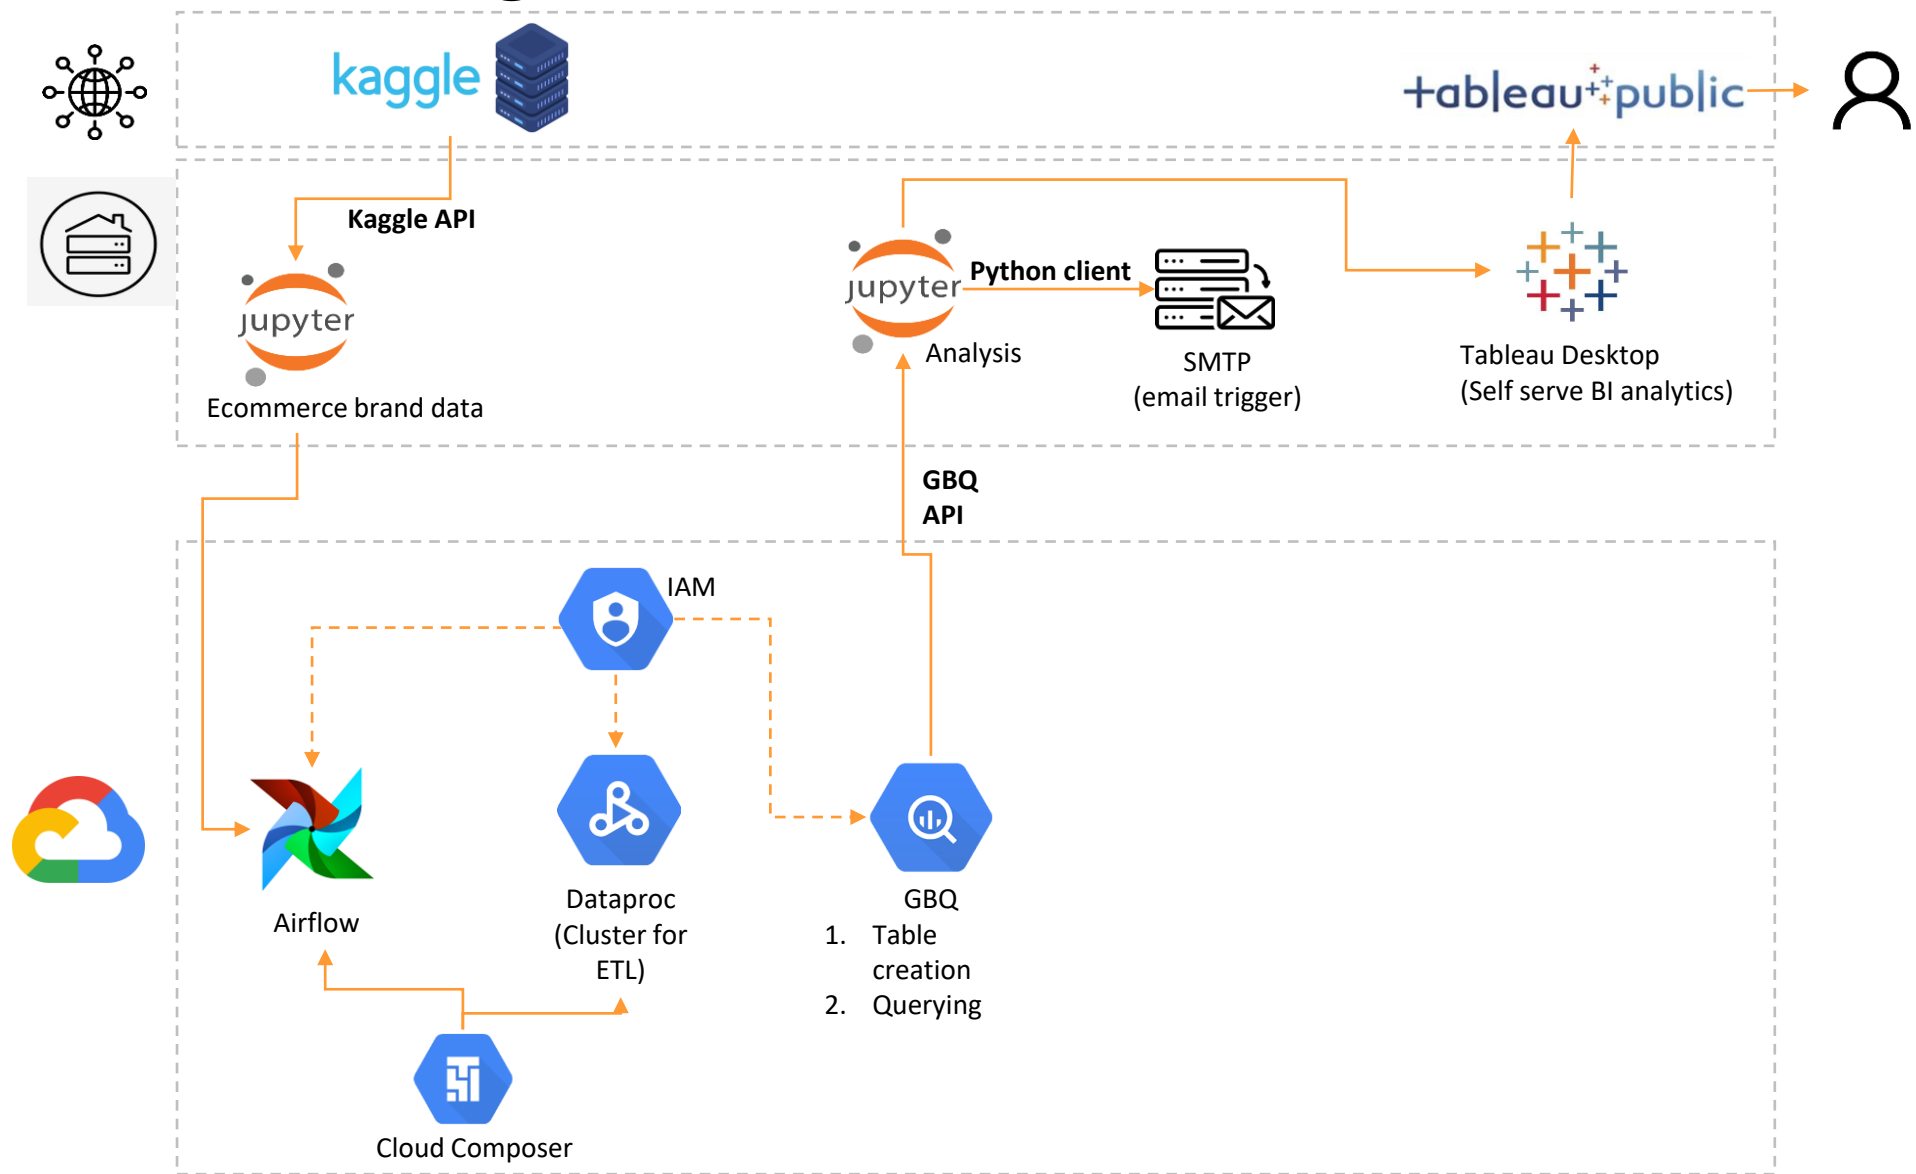 kaggle
+ableau public
Kaggle API
jupyter
Ecommerce brand data
jupyter
Python client
Analysis
SMTP
(email trigger)
Tableau Desktop
(Self serve BI analytics)
GBQ
API
IAM
Airflow
Dataproc
(Cluster for
ETL)
GBQ
1. Table
creation
2. Querying
Cloud Composer